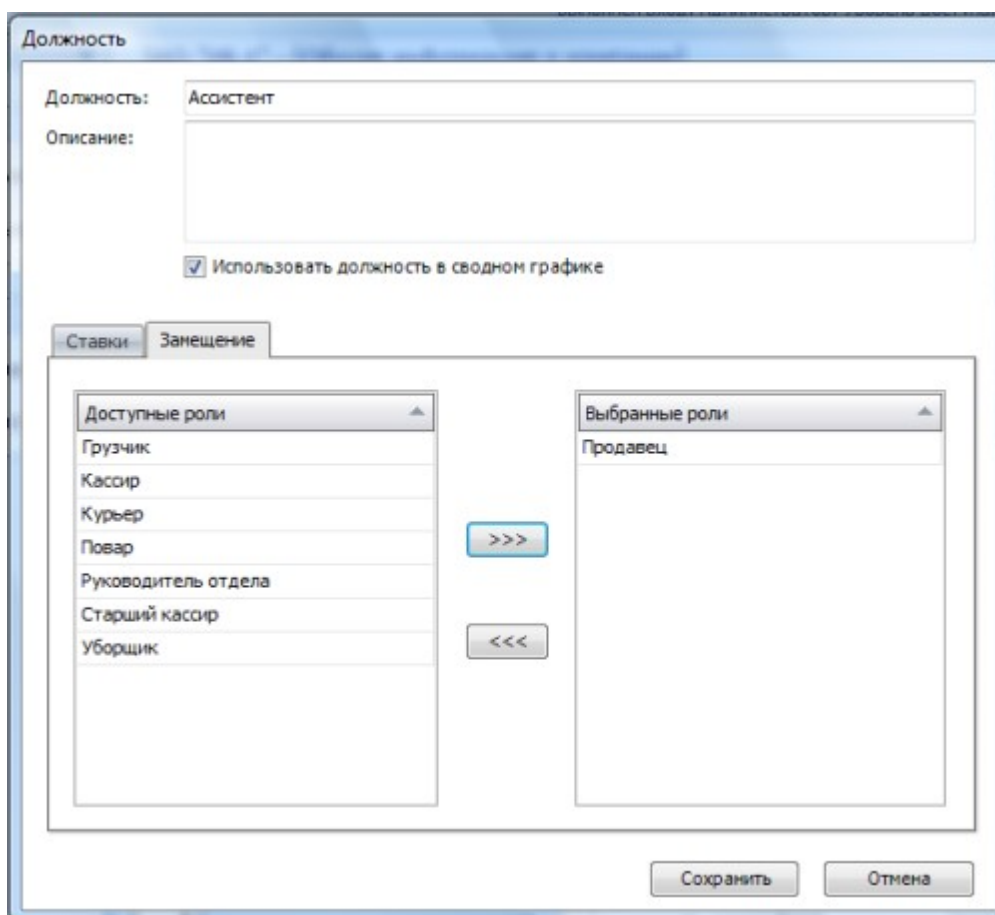 Должность
Должность: Ассистент
Описание:
Использовать должность в сводном графике
Ставки Замещение
Доступные роли
Грузчик
Кассир
Курьер
Повар
Руководитель отдела
Старший кассир
Уборщик
>>>
<<<
Выбранные роли
Продавец
Сохранить Отмена